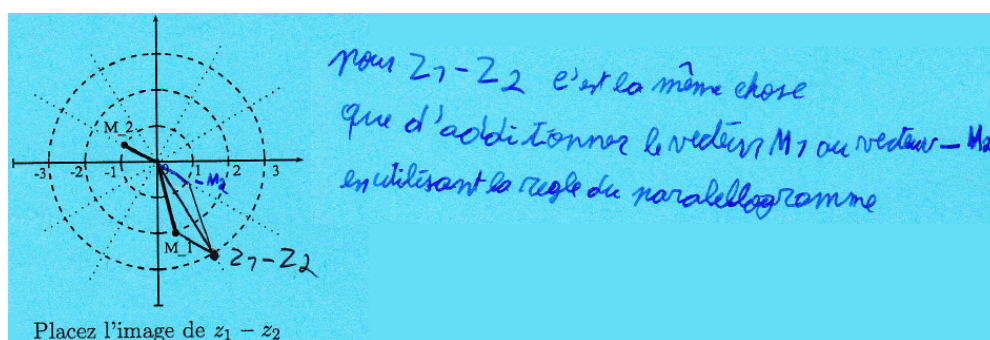 pour Z1 - Z2 c'est la même chose
que d'additionner le vecteur M1 au vecteur - M2
en utilisant la regle du paralellogramme
M_2
-3 -2 -1 0 1 2 3
- M2
M_1
Z1 - Z2
Placez l'image de z₁ − z₂